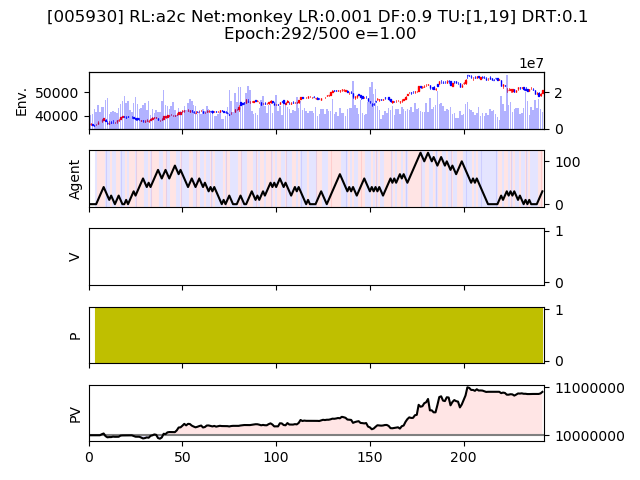 [005930] RL:a2c Net:monkey LR:0.001 DF:0.9 TU:[1,19] DRT:0.1
Epoch:292/500 e=1.00
1e7
Env.
50000
40000
2
0
Agent
100
0
V
1
0
P
1
0
PV
11000000
10000000
0 50 100 150 200